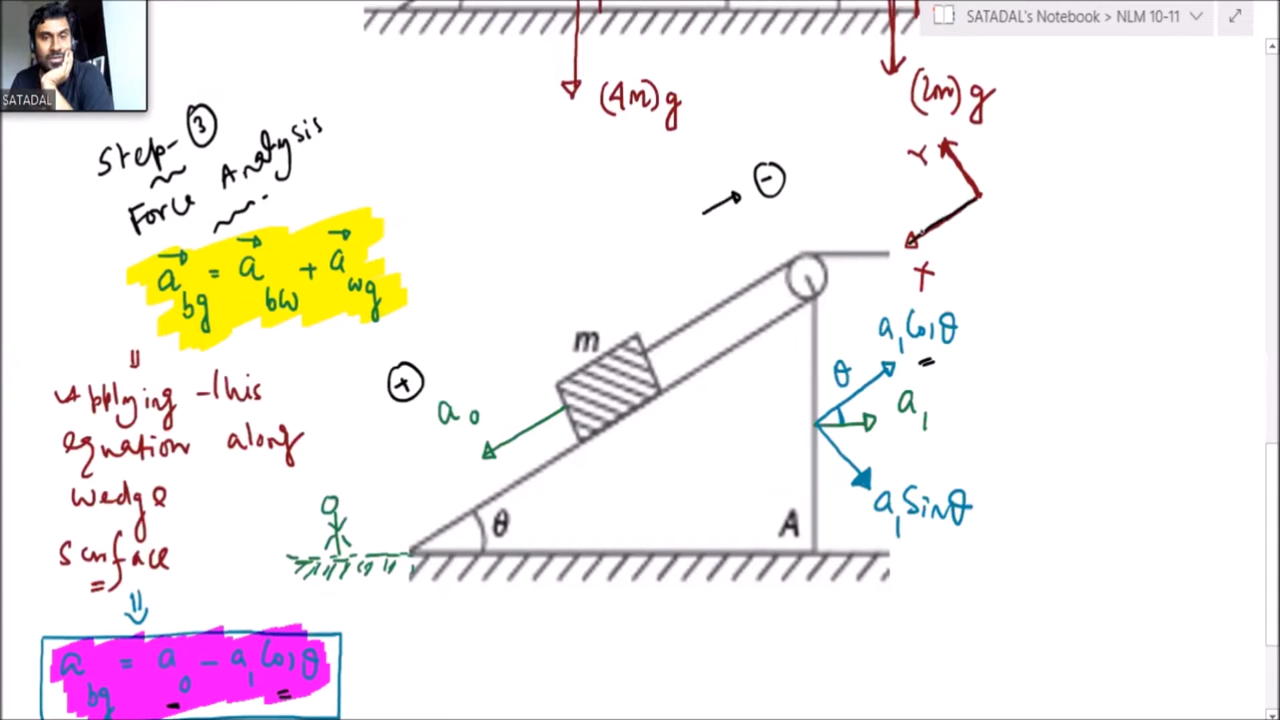 SATADAL's Notebook > NLM 10-11
SATADAL
(4m)g
(2m)g
Step-③
Force Analysis
a⃗bg = a⃗bw + a⃗wg
Applying this
equation along
wedge
surface
abg = a0 - a1 Cosθ
⊖
⊕
Y
X
m
a0
θ
A
a1 Cosθ
θ
a1
a1 Sinθ